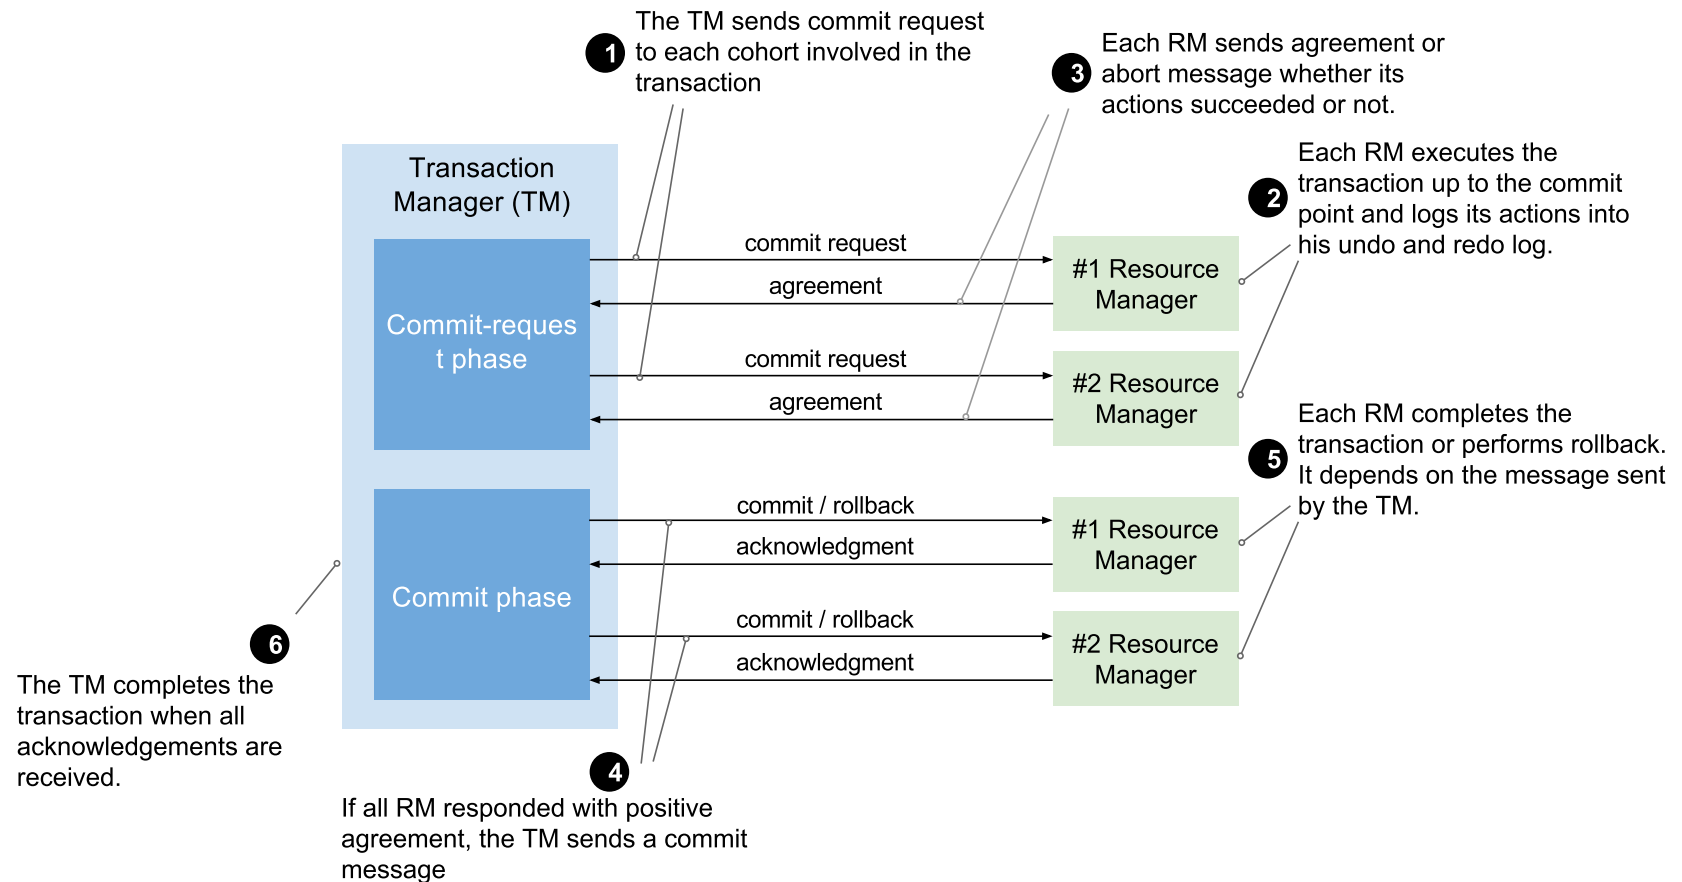 1
The TM sends commit request
to each cohort involved in the
transaction
3
Each RM sends agreement or
abort message whether its
actions succeeded or not.
2
Each RM executes the
transaction up to the commit
point and logs its actions into
his undo and redo log.
Transaction
Manager (TM)
Commit-reques
t phase
commit request
agreement
#1 Resource
Manager
commit request
agreement
#2 Resource
Manager
5
Each RM completes the
transaction or performs rollback.
It depends on the message sent
by the TM.
Commit phase
commit / rollback
acknowledgment
#1 Resource
Manager
commit / rollback
acknowledgment
#2 Resource
Manager
6
The TM completes the
transaction when all
acknowledgements are
received.
4
If all RM responded with positive
agreement, the TM sends a commit
message